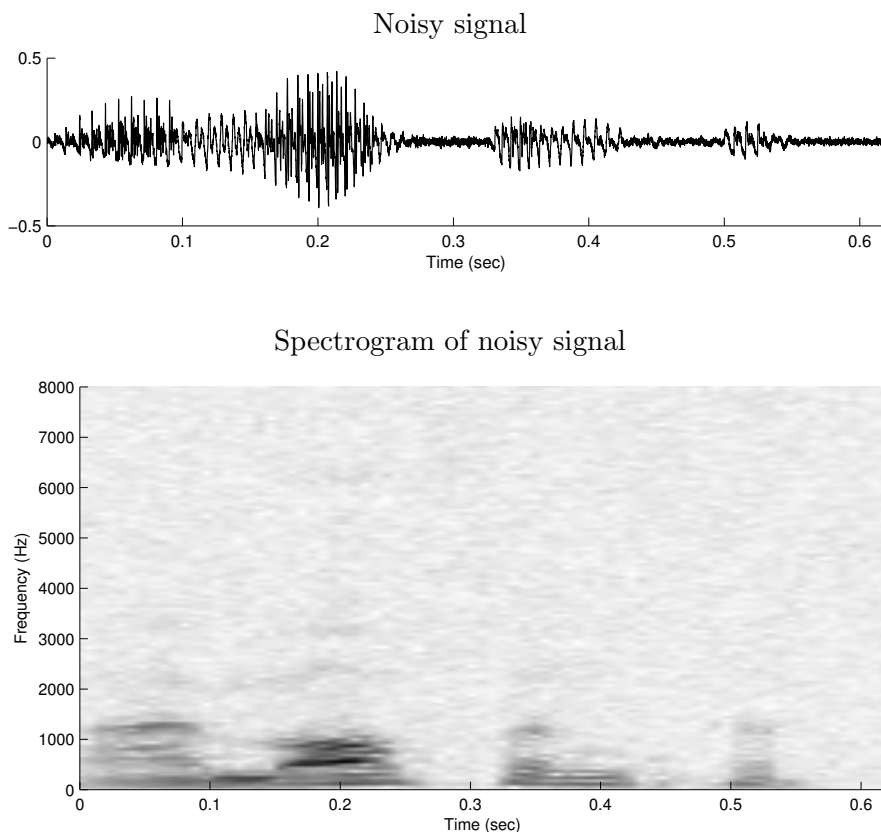 Noisy signal
0.5
0
−0.5
0 0.1 0.2 0.3 0.4 0.5 0.6
Time (sec)
Spectrogram of noisy signal
8000
7000
6000
5000
4000
3000
2000
1000
0
Frequency (Hz)
0 0.1 0.2 0.3 0.4 0.5 0.6
Time (sec)